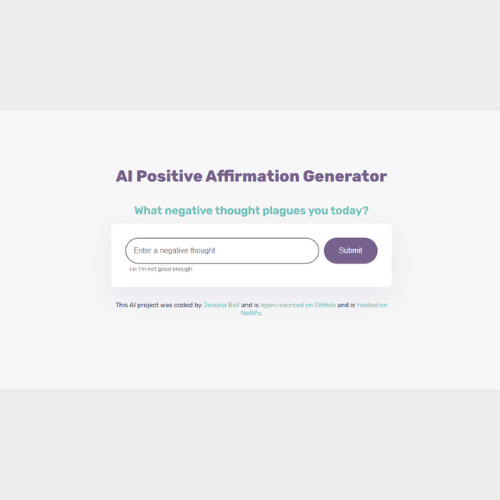 AI Positive Affirmation Generator
What negative thought plagues you today?
Enter a negative thought
Submit
i.e: I'm not good enough
This AI project was coded by Jessica Boll and is open-sourced on GitHub and is hosted on
Netlify.